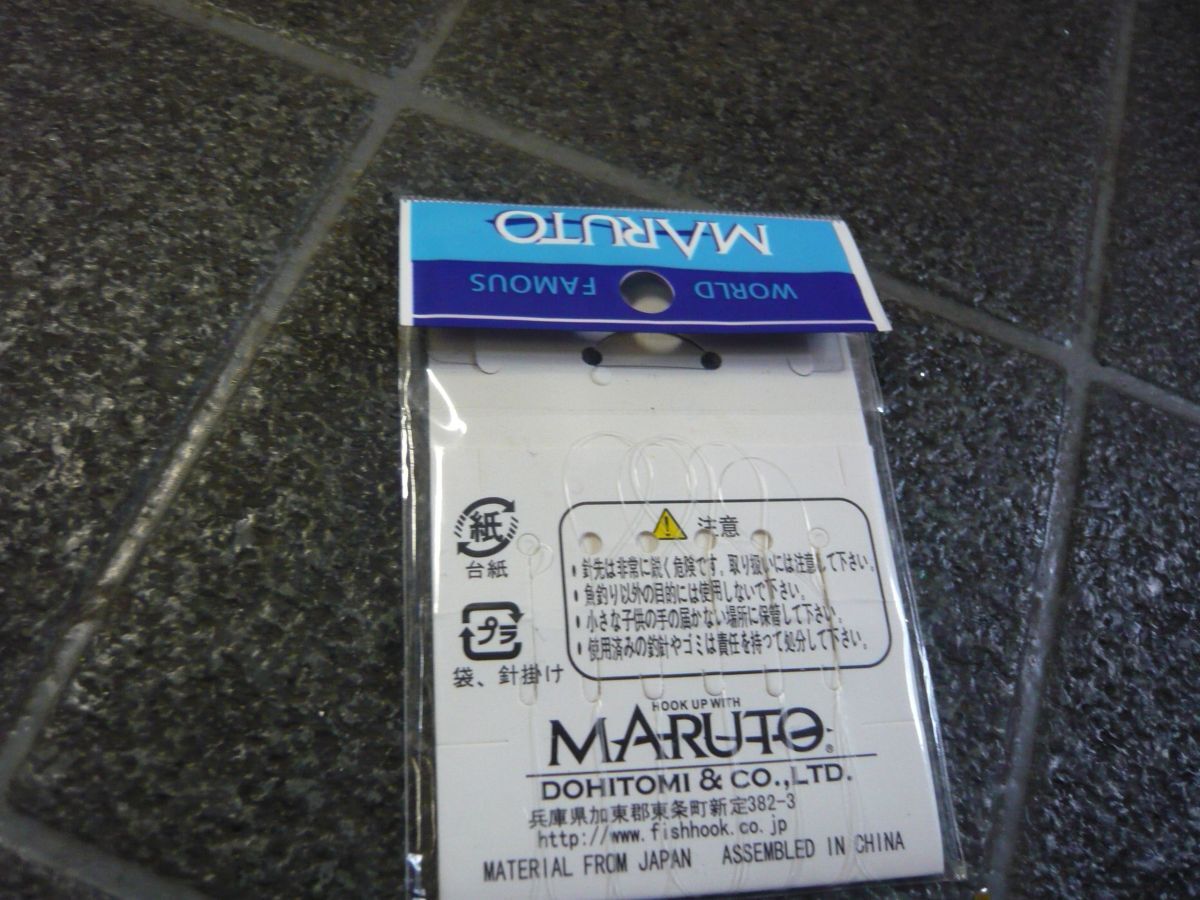 MARUTO
WORLD FAMOUS
紙
台紙
プラ
袋、針掛け
注意
・針先は非常に鋭く危険です。取り扱いには注意して下さい。
・魚釣り以外の目的には使用しないで下さい。
・小さな子供の手の届かない場所に保管して下さい。
・使用済みの釣針やゴミは責任を持つて処分して下さい。
HOOK UP WITH
MARUTO®
DOHITOMI & CO.,LTD.
兵庫県加東郡東条町新定382-3
http://www.fishhook.co.jp
MATERIAL FROM JAPAN ASSEMBLED IN CHINA